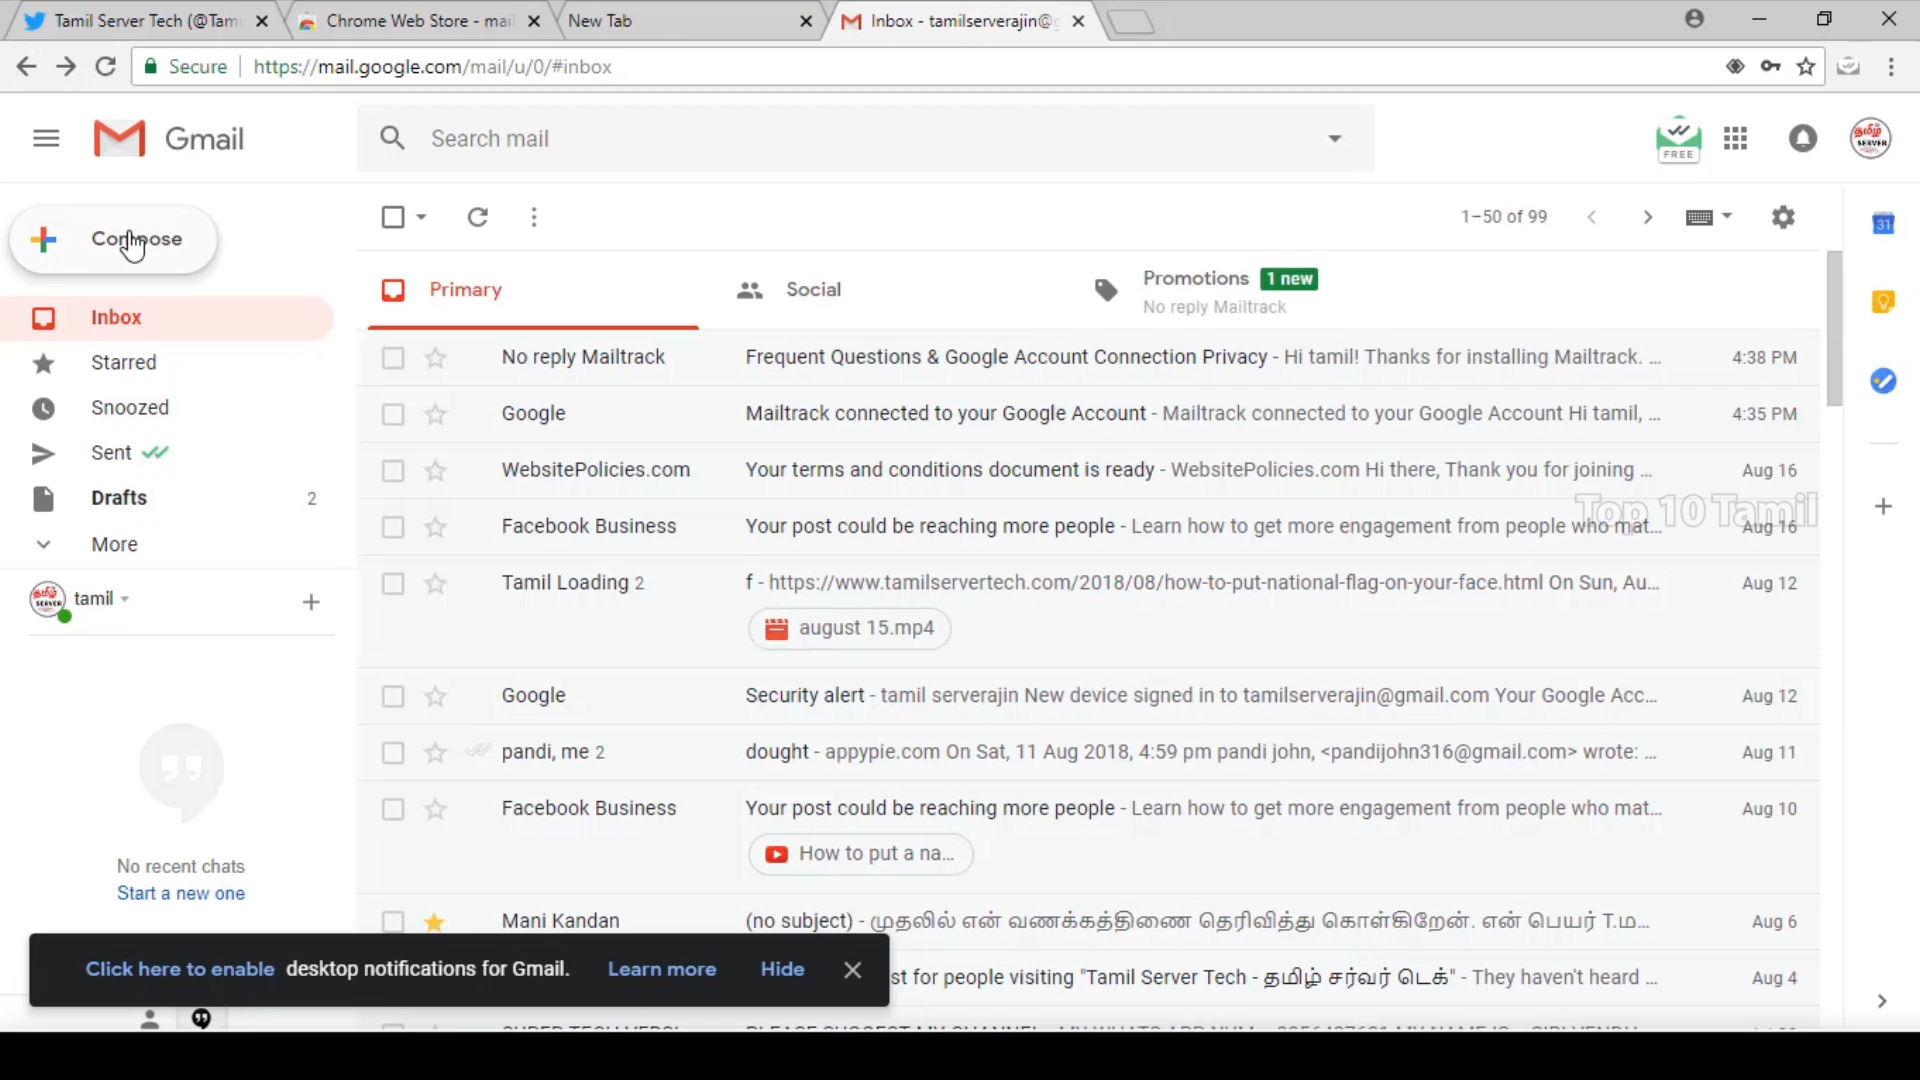 Tamil Server Tech (@Tam
Chrome Web Store - mai
New Tab
Inbox - tamilserverajin@g
Secure
https://mail.google.com/mail/u/0/#inbox
Gmail
Search mail
FREE
தமிழ்
SERVER
Compose
1–50 of 99
31
Primary
Social
Promotions 1 new
No reply Mailtrack
Inbox
Starred
Snoozed
Sent
Drafts 2
More
tamil
No recent chats
Start a new one
No reply Mailtrack Frequent Questions & Google Account Connection Privacy - Hi tamil! Thanks for installing Mailtrack. … 4:38 PM
Google Mailtrack connected to your Google Account - Mailtrack connected to your Google Account Hi tamil, … 4:35 PM
WebsitePolicies.com Your terms and conditions document is ready - WebsitePolicies.com Hi there, Thank you for joining … Aug 16
Top 10 Tamil
Facebook Business Your post could be reaching more people - Learn how to get more engagement from people who mat… Aug 16
Tamil Loading 2 f - https://www.tamilservertech.com/2018/08/how-to-put-national-flag-on-your-face.html On Sun, Au… Aug 12
august 15.mp4
Google Security alert - tamil serverajin New device signed in to tamilserverajin@gmail.com Your Google Acc… Aug 12
pandi, me 2 dought - appypie.com On Sat, 11 Aug 2018, 4:59 pm pandi john, <pandijohn316@gmail.com> wrote: … Aug 11
Facebook Business Your post could be reaching more people - Learn how to get more engagement from people who mat… Aug 10
How to put a na…
Mani Kandan (no subject) - முதலில் என் வணக்கத்திணை தெரிவித்து கொள்கிறேன். என் பெயர் T.ம… Aug 6
st for people visiting "Tamil Server Tech - தமிழ் சர்வர் டெக்" - They haven't heard … Aug 4
Click here to enable desktop notifications for Gmail. Learn more Hide